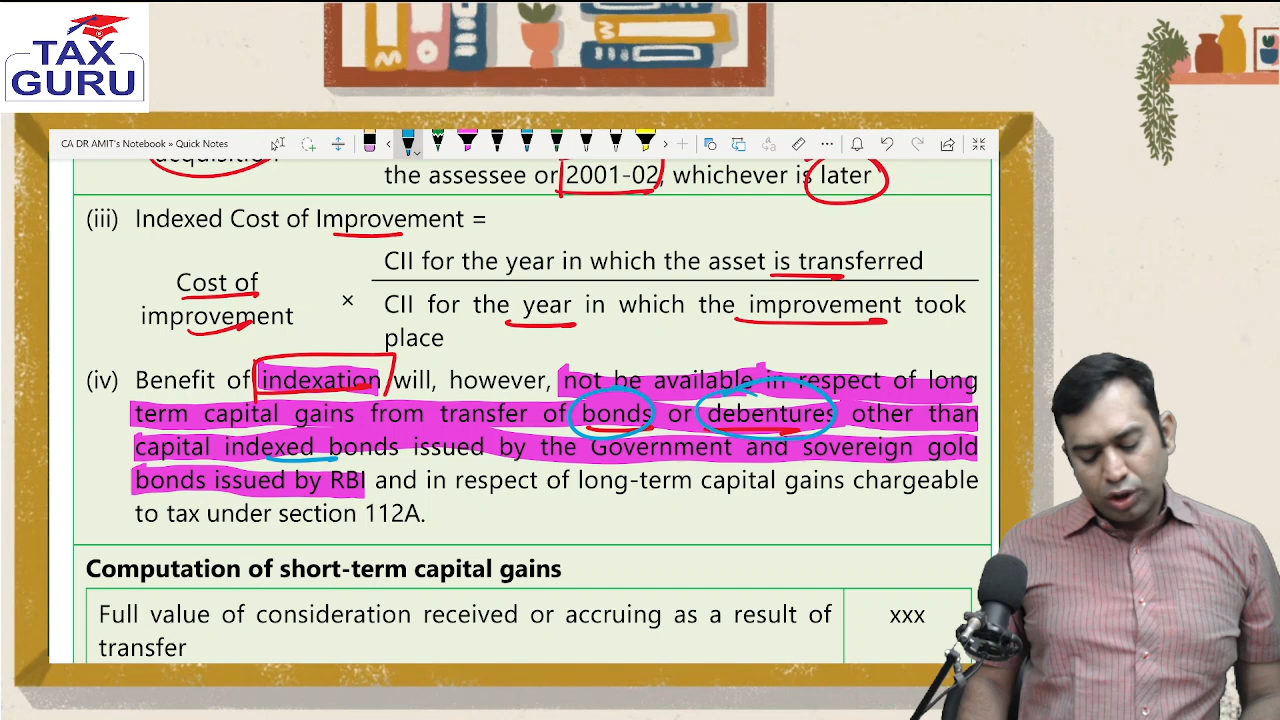 TAX
GURU
CA DR AMIT's Notebook » Quick Notes
acquisition
the assessee or 2001-02, whichever is later
(iii) Indexed Cost of Improvement =
CII for the year in which the asset is transferred
Cost of
improvement
×
CII for the year in which the improvement took
place
(iv) Benefit of indexation will, however, not be available in respect of long
term capital gains from transfer of bonds or debentures other than
capital indexed bonds issued by the Government and sovereign gold
bonds issued by RBI and in respect of long-term capital gains chargeable
to tax under section 112A.
Computation of short-term capital gains
Full value of consideration received or accruing as a result of xxx
transfer